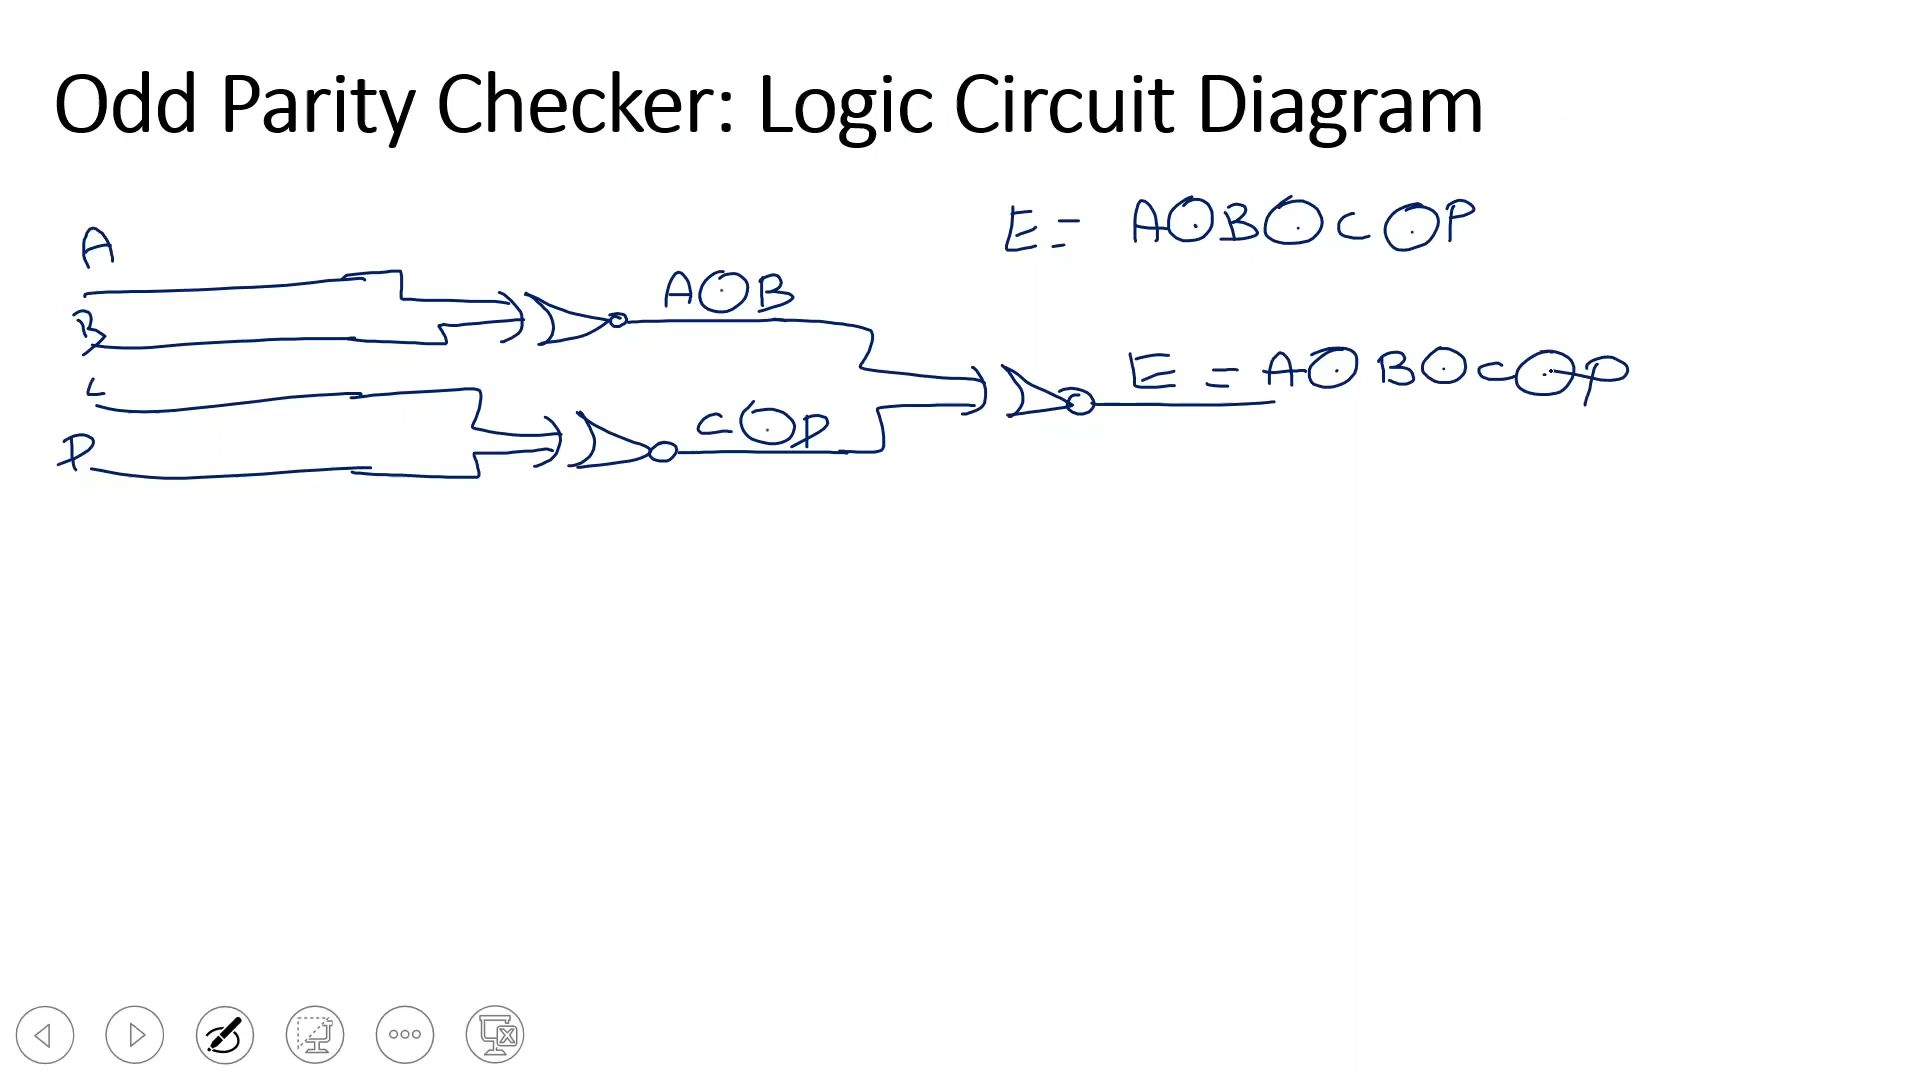 Odd Parity Checker: Logic Circuit Diagram
E = A⊙B⊙C⊙P
A
A⊙B
B
E = A⊙B⊙C⊙P
C
C⊙P
P